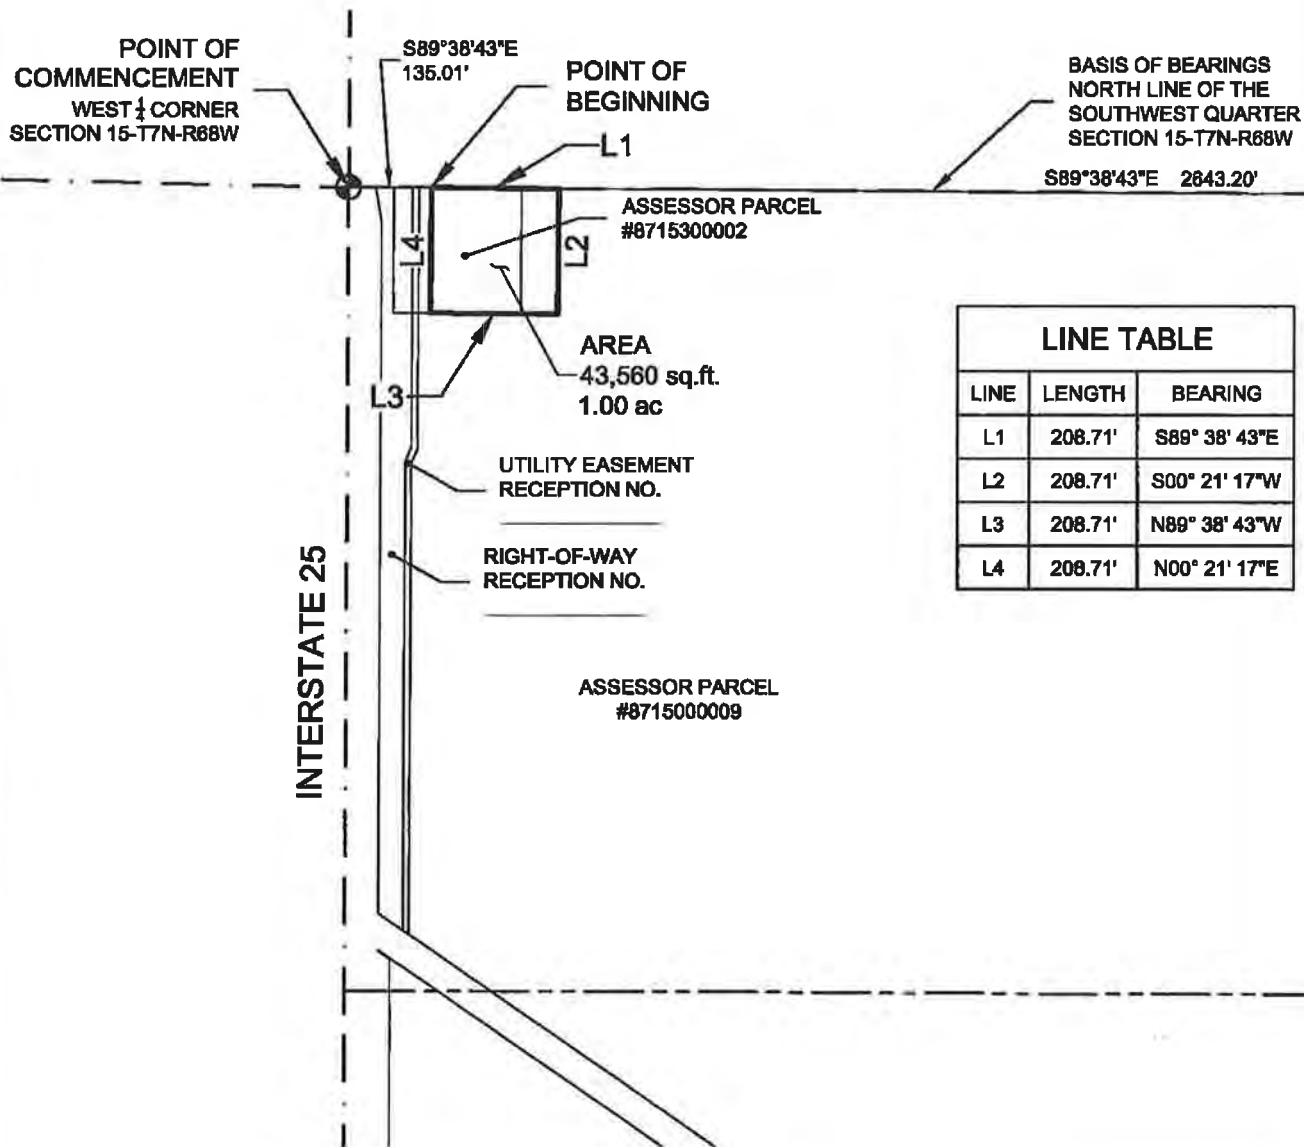 POINT OF
COMMENCEMENT
WEST ¼ CORNER
SECTION 15-T7N-R68W
S89°38'43"E
135.01'
POINT OF
BEGINNING
L1
BASIS OF BEARINGS
NORTH LINE OF THE
SOUTHWEST QUARTER
SECTION 15-T7N-R68W
S89°38'43"E 2643.20'
ASSESSOR PARCEL
#8715300002
L4
L2
AREA
43,560 sq.ft.
1.00 ac
L3
UTILITY EASEMENT
RECEPTION NO.
RIGHT-OF-WAY
RECEPTION NO.
INTERSTATE 25
ASSESSOR PARCEL
#8715000009
LINE TABLE
LINE LENGTH BEARING
L1 208.71' S89° 38' 43"E
L2 208.71' S00° 21' 17"W
L3 208.71' N89° 38' 43"W
L4 208.71' N00° 21' 17"E